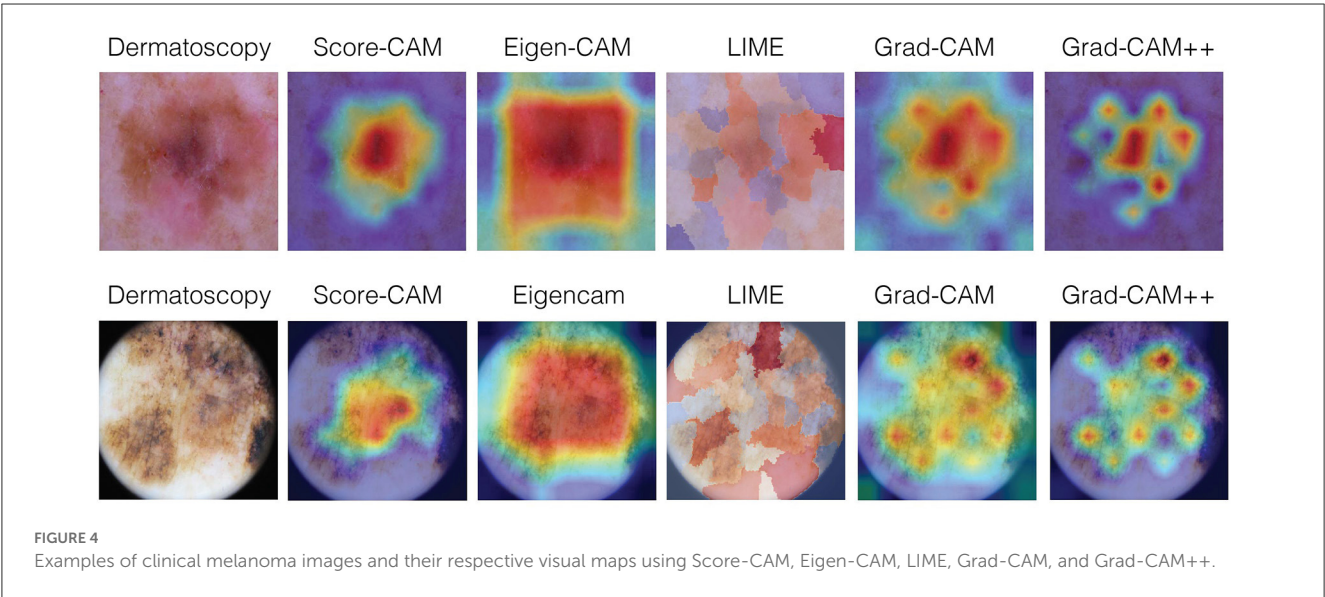 Dermatoscopy Score-CAM Eigen-CAM LIME Grad-CAM Grad-CAM++
Dermatoscopy Score-CAM Eigencam LIME Grad-CAM Grad-CAM++
FIGURE 4
Examples of clinical melanoma images and their respective visual maps using Score-CAM, Eigen-CAM, LIME, Grad-CAM, and Grad-CAM++.